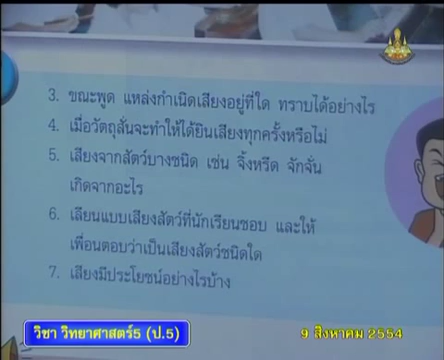 3. ขณะพูด แหล่งกำเนิดเสียงอยู่ที่ใด ทราบได้อย่างไร
4. เมื่อวัตถุสั่นจะทำให้ได้ยินเสียงทุกครั้งหรือไม่
5. เสียงจากสัตว์บางชนิด เช่น จิ้งหรีด จักจั่น
เกิดจากอะไร
6. เลียนแบบเสียงสัตว์ที่นักเรียนชอบ และให้
เพื่อนตอบว่าเป็นเสียงสัตว์ชนิดใด
7. เสียงมีประโยชน์อย่างไรบ้าง
วิชา วิทยาศาสตร์5 (ป.5)
9 สิงหาคม 2554